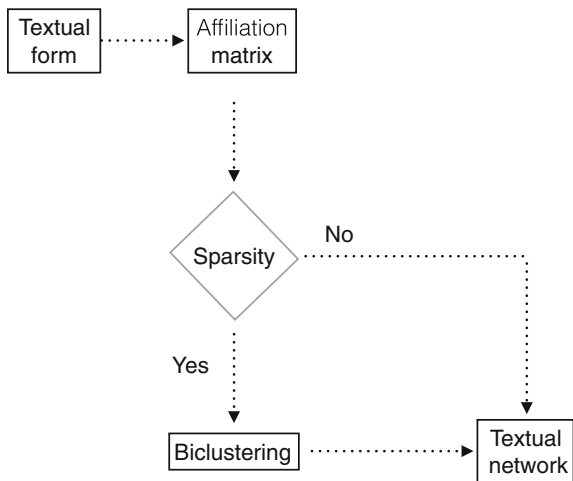 Textual
form
Affiliation
matrix
Sparsity
No
Yes
Biclustering
Textual
network